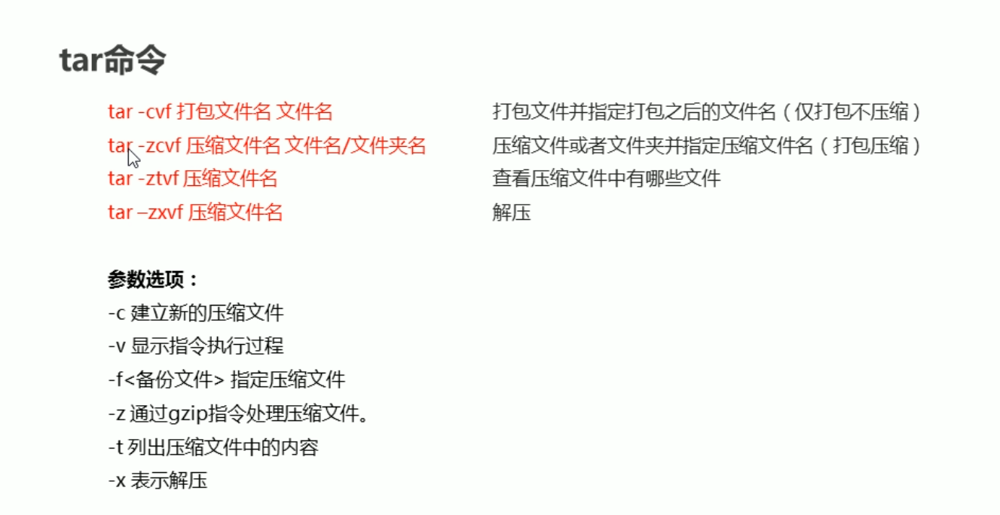 tar命令
tar -cvf 打包文件名 文件名 打包文件并指定打包之后的文件名（仅打包不压缩）
tar -zcvf 压缩文件名 文件名/文件夹名 压缩文件或者文件夹并指定压缩文件名（打包压缩）
tar -ztvf 压缩文件名 查看压缩文件中有哪些文件
tar –zxvf 压缩文件名 解压
参数选项：
-c 建立新的压缩文件
-v 显示指令执行过程
-f<备份文件> 指定压缩文件
-z 通过gzip指令处理压缩文件。
-t 列出压缩文件中的内容
-x 表示解压